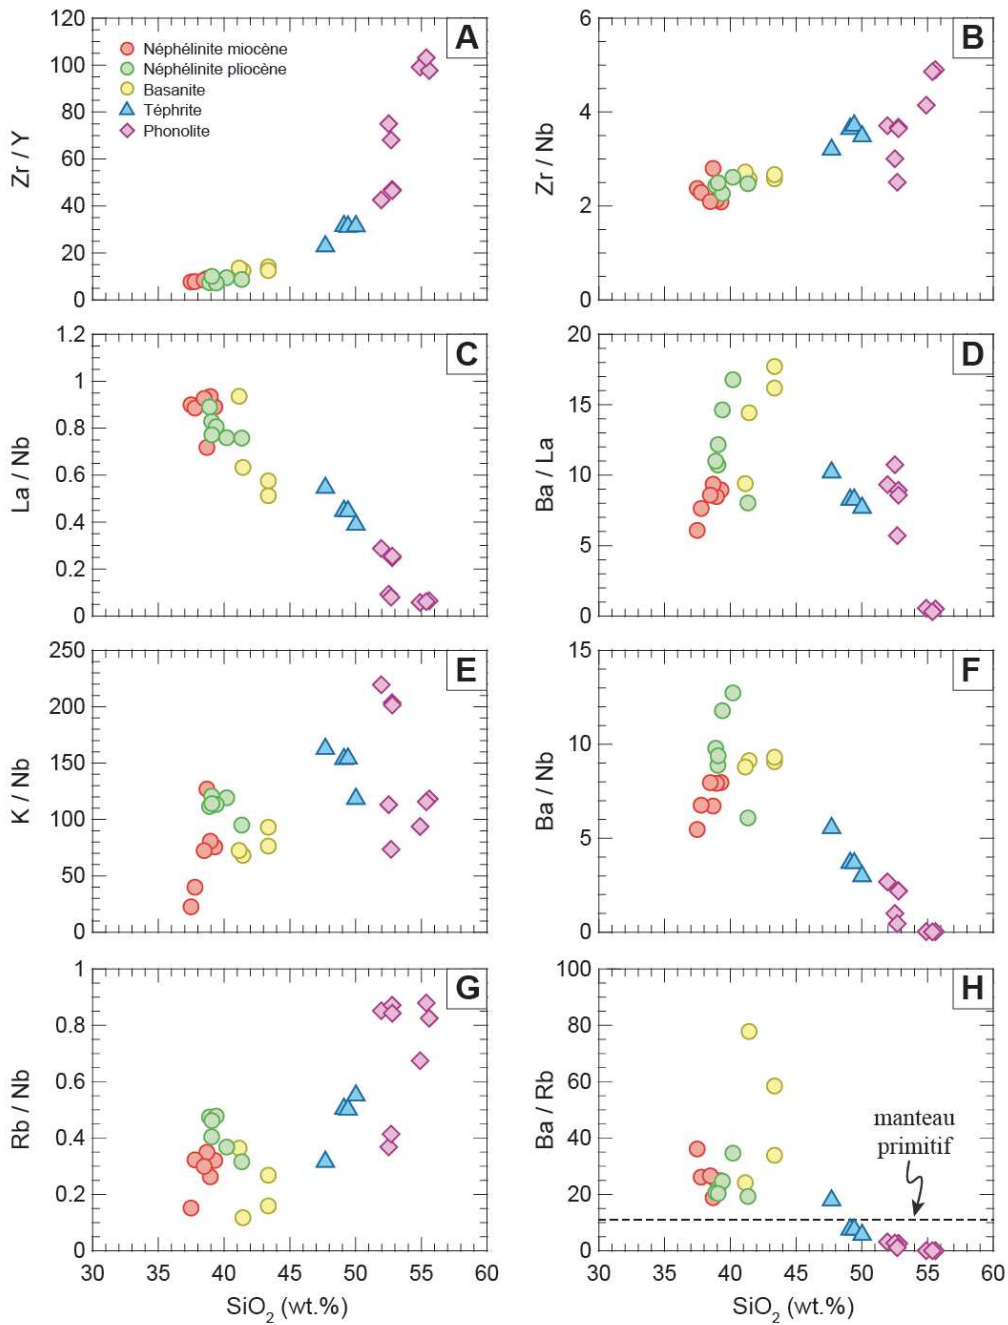 120
100
80
60
40
20
0
Zr / Y
A
Néphélinite miocène
Néphélinite pliocène
Basanite
Téphrite
Phonolite
6
4
2
0
Zr / Nb
B
1.2
1
0.8
0.6
0.4
0.2
0
La / Nb
C
20
15
10
5
0
Ba / La
D
250
200
150
100
50
0
K / Nb
E
15
10
5
0
Ba / Nb
F
1
0.8
0.6
0.4
0.2
0
Rb / Nb
G
30 35 40 45 50 55 60
SiO2 (wt.%)
100
80
60
40
20
0
Ba / Rb
H
manteau
primitif
30 35 40 45 50 55 60
SiO2 (wt.%)